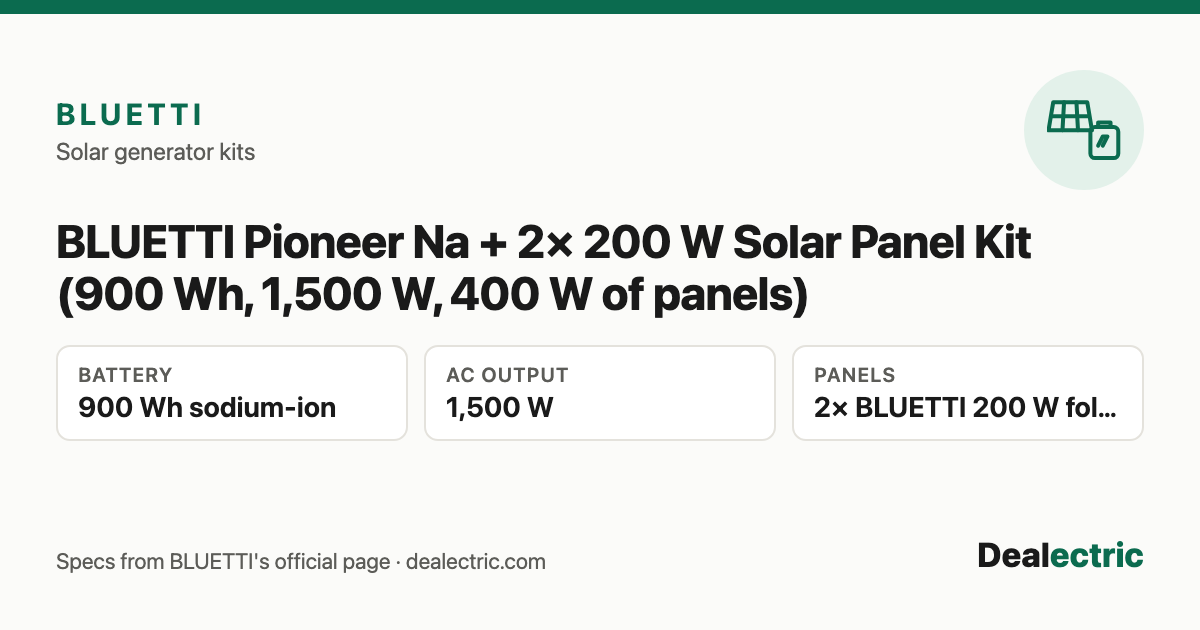 BLUETTI
Solar generator kits
BLUETTI Pioneer Na + 2× 200 W Solar Panel Kit
(900 Wh, 1,500 W, 400 W of panels)
BATTERY
900 Wh sodium-ion
AC OUTPUT
1,500 W
PANELS
2× BLUETTI 200 W fol...
Specs from BLUETTI's official page · dealectric.com
Dealectric